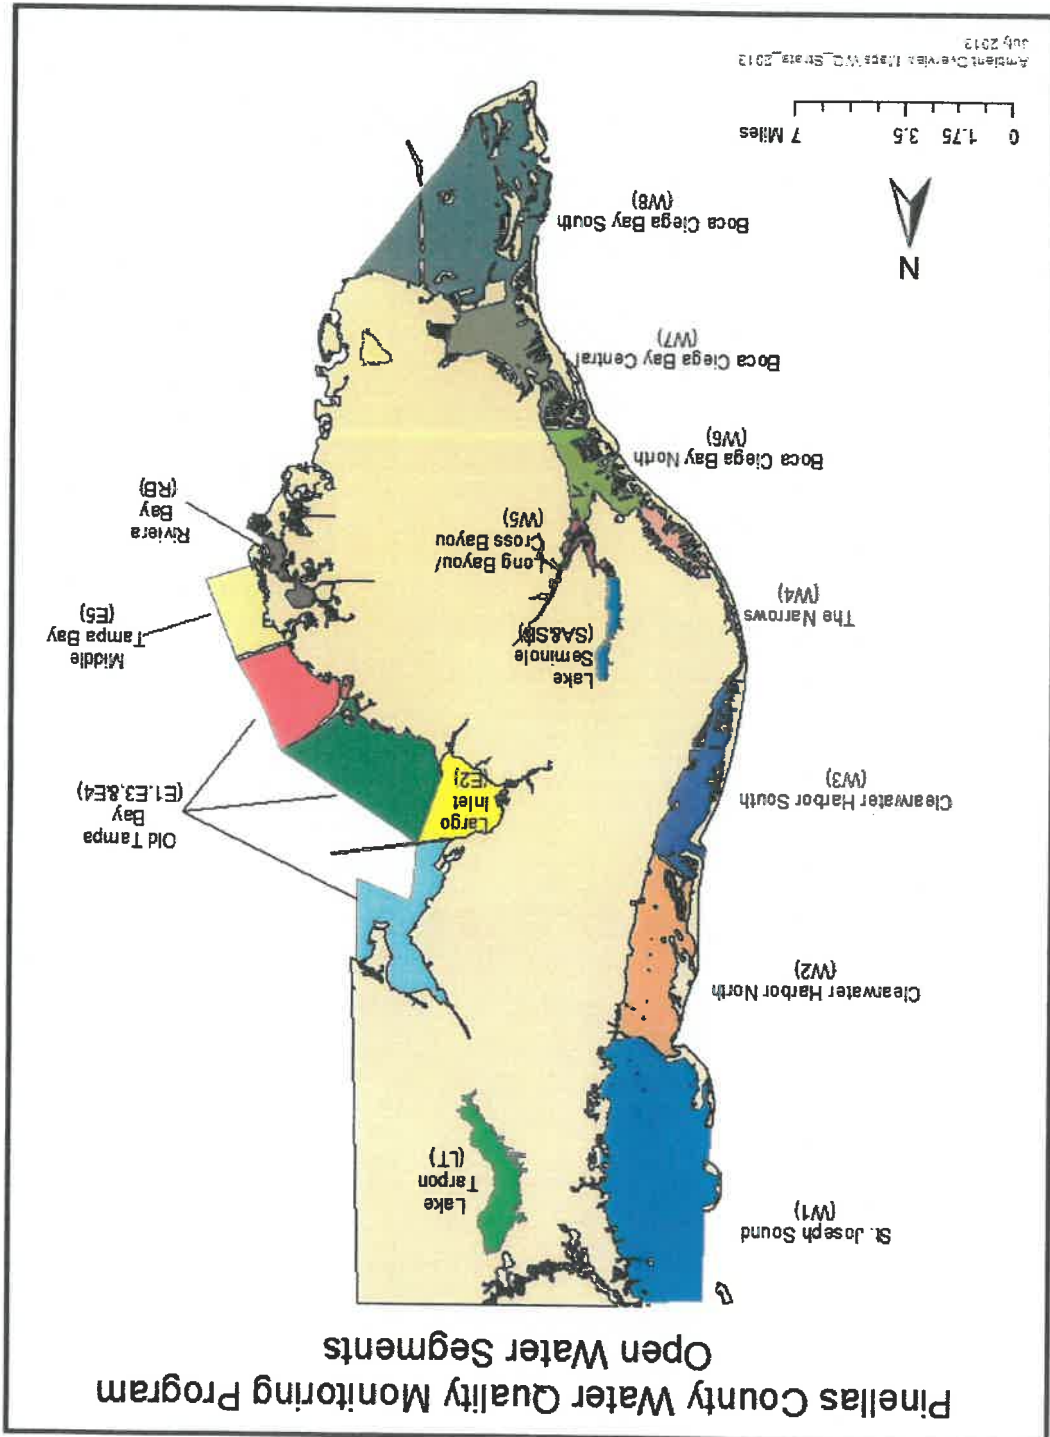 Pinellas County Water Quality Monitoring Program
Open Water Segments
St. Joseph Sound
(W1)
Lake
Tarpon
(LT)
Clearwater Harbor North
(W2)
Old Tampa
Bay
(E1.E3,&E4)
Largo
Inlet
(E2)
Clearwater Harbor South
(W3)
Middle
Tampa Bay
(E5)
Lake
Seminole
(SA&SB)
The Narrows
(W4)
Long Bayou/
Cross Bayou
(W5)
Riviera
Bay
(RB)
Boca Ciega Bay North
(W6)
Boca Ciega Bay Central
(W7)
Boca Ciega Bay South
(W8)
N
0 1.75 3.5 7 Miles
Ambient Overview Maps WQ_Strata_2012
July 2012